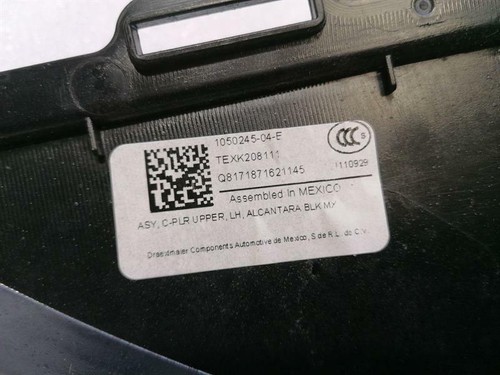 1050245-04-E
TEXK208111
Q8171871621145
CCC S
110929
Assembled In MEXICO
ASY, C-PLR UPPER, LH, ALCANTARA BLK MX
Draexlmaier Components Automotive de Mexico, S.de R.L. de C.V.